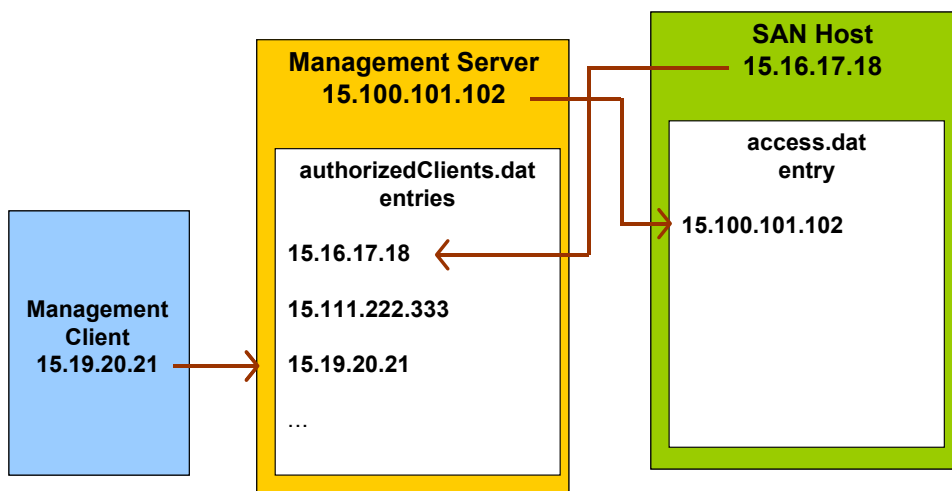 Management Server
15.100.101.102
authorizedClients.dat
entries
15.16.17.18
15.111.222.333
15.19.20.21
...
SAN Host
15.16.17.18
access.dat
entry
15.100.101.102
Management
Client
15.19.20.21